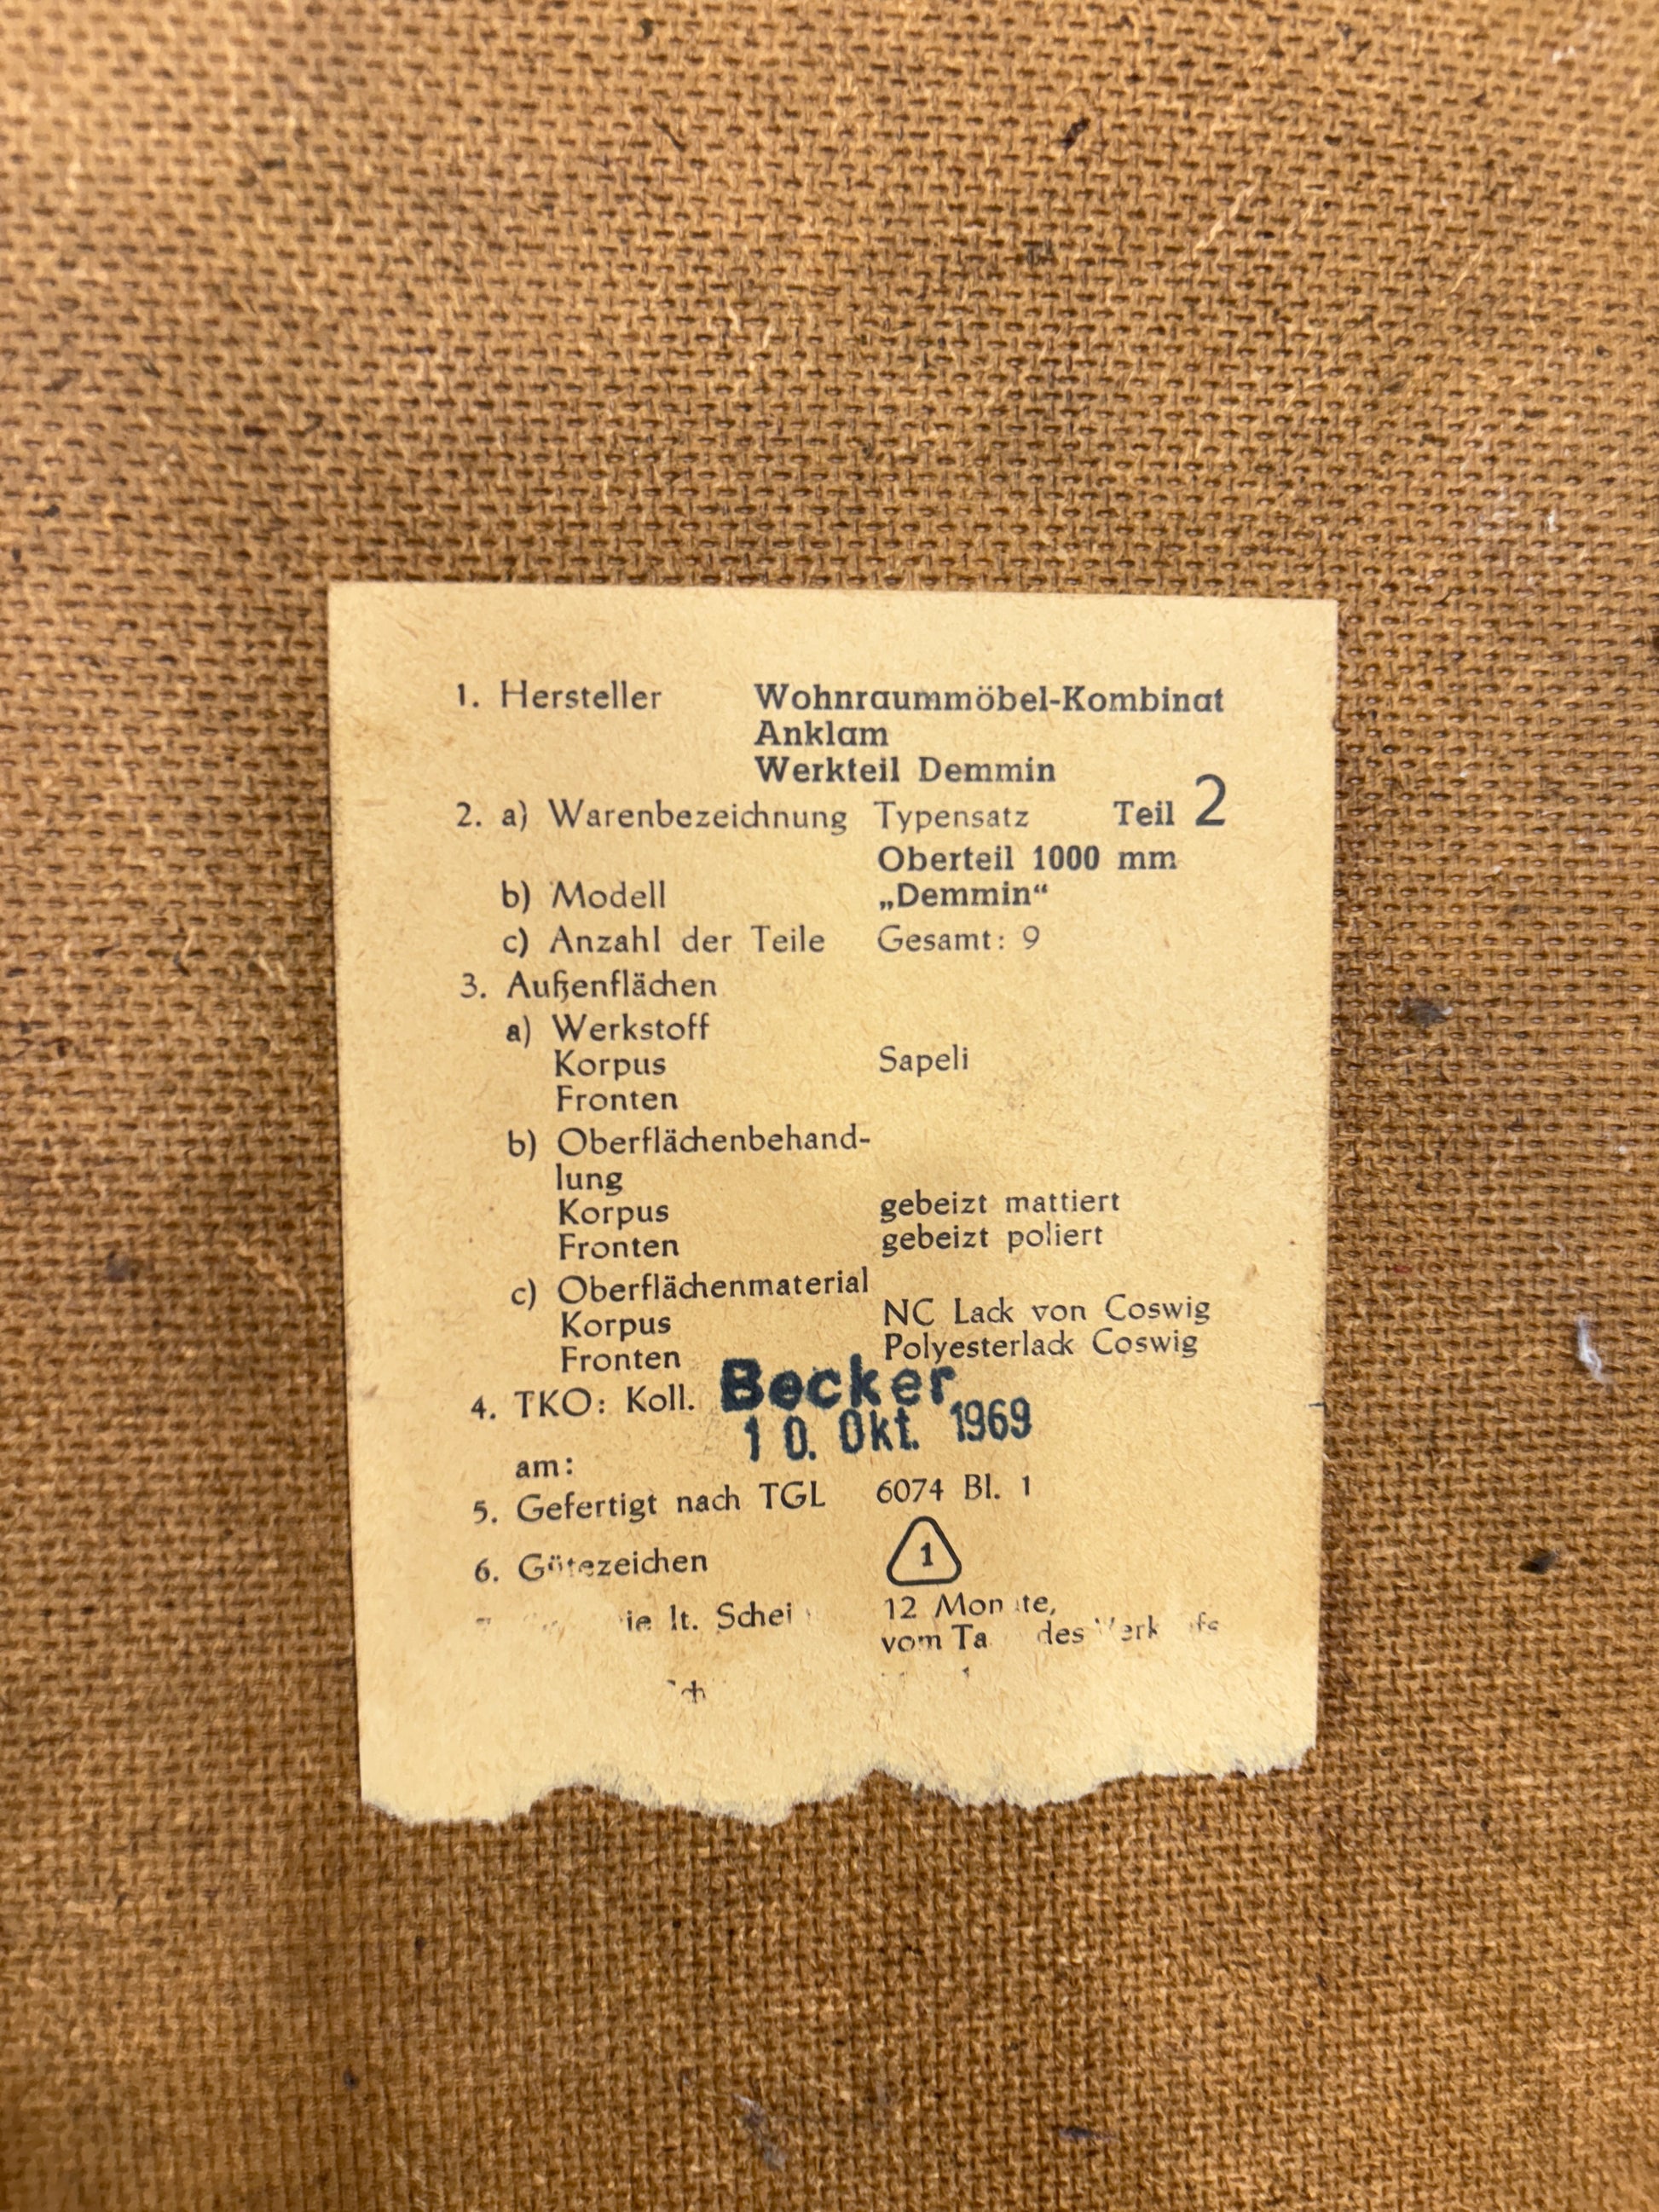 1. Hersteller Wohnraummöbel-Kombinat
Anklam
Werkteil Demmin
2. a) Warenbezeichnung Typensatz Teil 2
Oberteil 1000 mm
b) Modell „Demmin“
c) Anzahl der Teile Gesamt: 9
3. Außenflächen
a) Werkstoff
Korpus Sapeli
Fronten
b) Oberflächenbehand-
lung
Korpus gebeizt mattiert
Fronten gebeizt poliert
c) Oberflächenmaterial
Korpus NC Lack von Coswig
Fronten Polyesterlack Coswig
4. TKO: Koll. Becker
10. Okt. 1969
am:
5. Gefertigt nach TGL 6074 Bl. 1
6. Gütezeichen 1
lt. 12 Monate,
vom des